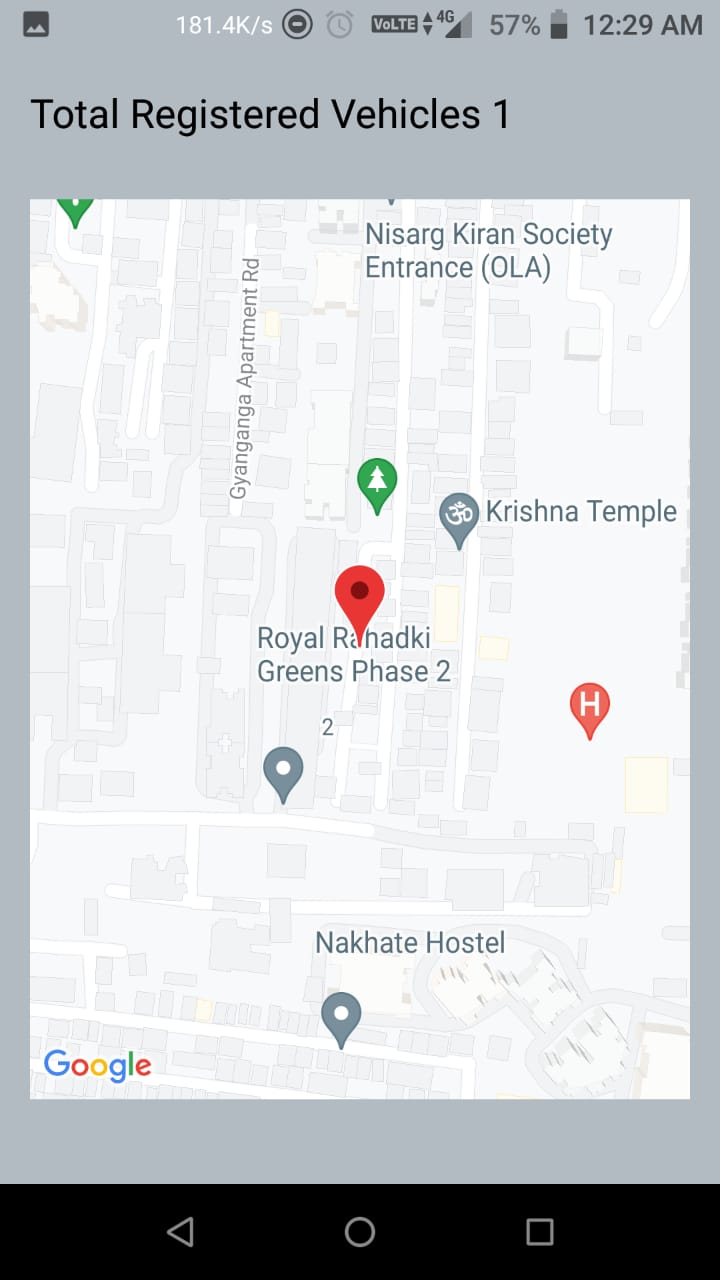 181.4K/s VoLTE 4G 57% 12:29 AM
Total Registered Vehicles 1
Nisarg Kiran Society
Entrance (OLA)
Gyanganga Apartment Rd
ॐ Krishna Temple
Royal Rahadki
Greens Phase 2
H
2
Nakhate Hostel
Google